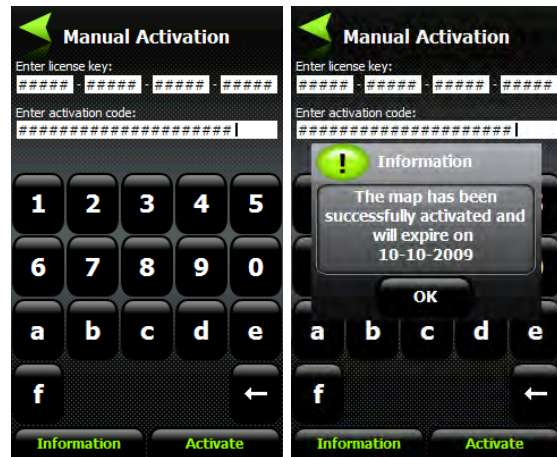 Manual Activation
Enter license key:
##### - ##### - ##### - #####
Enter activation code:
#####################
1 2 3 4 5
6 7 8 9 0
a b c d e
f ←
Information Activate
Manual Activation
Enter license key:
##### - ##### - ##### - #####
Enter activation code:
#####################
! Information
The map has been
successfully activated and
will expire on
10-10-2009
OK
a b c d e
f ←
Information Activate